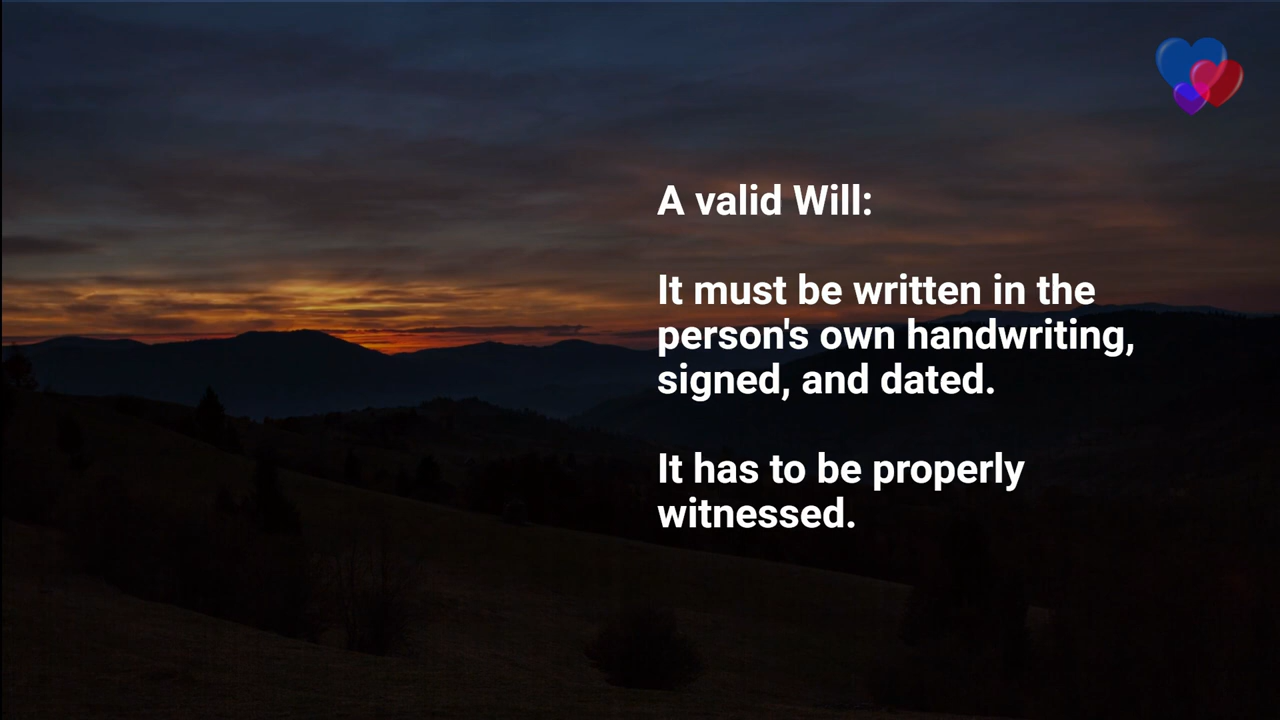 A valid Will:
It must be written in the
person's own handwriting,
signed, and dated.
It has to be properly
witnessed.